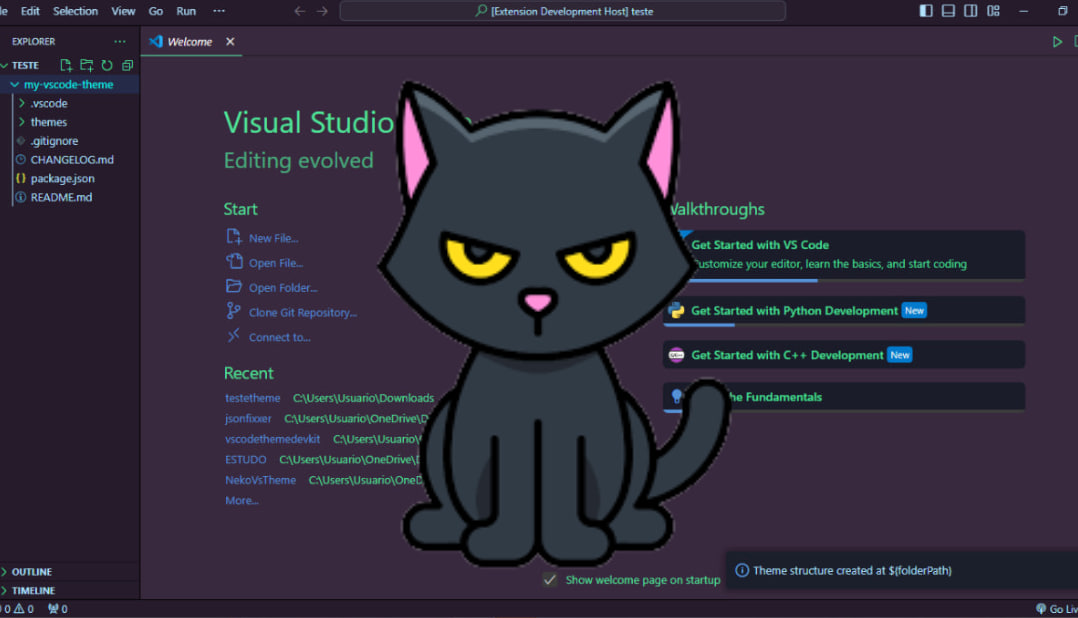 Edit Selection View Go Run ···
[Extension Development Host] teste
EXPLORER ···
TESTE
my-vscode-theme
.vscode
themes
.gitignore
CHANGELOG.md
{} package.json
README.md
OUTLINE
TIMELINE
Welcome
Visual Studio
Editing evolved
Start
New File...
Open File...
Open Folder...
Clone Git Repository...
Connect to...
Recent
testetheme C:\Users\Usuario\Downloads
jsonfixxer C:\Users\Usuario\OneDrive\D
vscodethemedevkit C:\Users\Usuario\
ESTUDO C:\Users\Usuario\OneDrive\
NekoVsTheme C:\Users\Usuario\OneD
More...
Walkthroughs
Get Started with VS Code
Customize your editor, learn the basics, and start coding
Get Started with Python Development New
Get Started with C++ Development New
the Fundamentals
Show welcome page on startup
Theme structure created at $(folderPath)
0 0 0
Go Liv